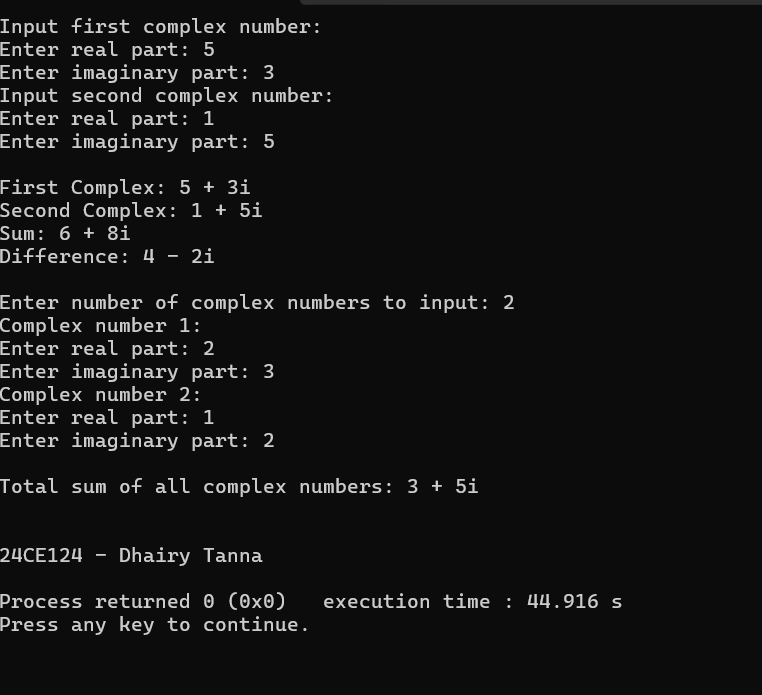 Input first complex number:
Enter real part: 5
Enter imaginary part: 3
Input second complex number:
Enter real part: 1
Enter imaginary part: 5
First Complex: 5 + 3i
Second Complex: 1 + 5i
Sum: 6 + 8i
Difference: 4 - 2i
Enter number of complex numbers to input: 2
Complex number 1:
Enter real part: 2
Enter imaginary part: 3
Complex number 2:
Enter real part: 1
Enter imaginary part: 2
Total sum of all complex numbers: 3 + 5i
24CE124 - Dhairy Tanna
Process returned 0 (0x0)   execution time : 44.916 s
Press any key to continue.